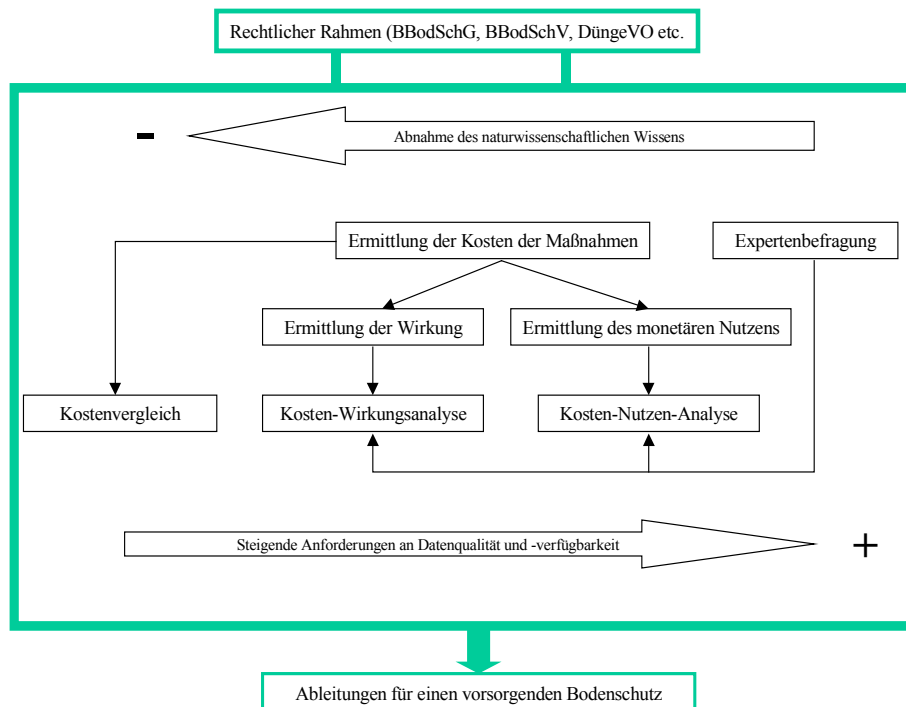 Rechtlicher Rahmen (BBodSchG, BBodSchV, DüngeVO etc.
-
Abnahme des naturwissenschaftlichen Wissens
Ermittlung der Kosten der Maßnahmen
Expertenbefragung
Ermittlung der Wirkung
Ermittlung des monetären Nutzens
Kostenvergleich
Kosten-Wirkungsanalyse
Kosten-Nutzen-Analyse
Steigende Anforderungen an Datenqualität und -verfügbarkeit
+
Ableitungen für einen vorsorgenden Bodenschutz